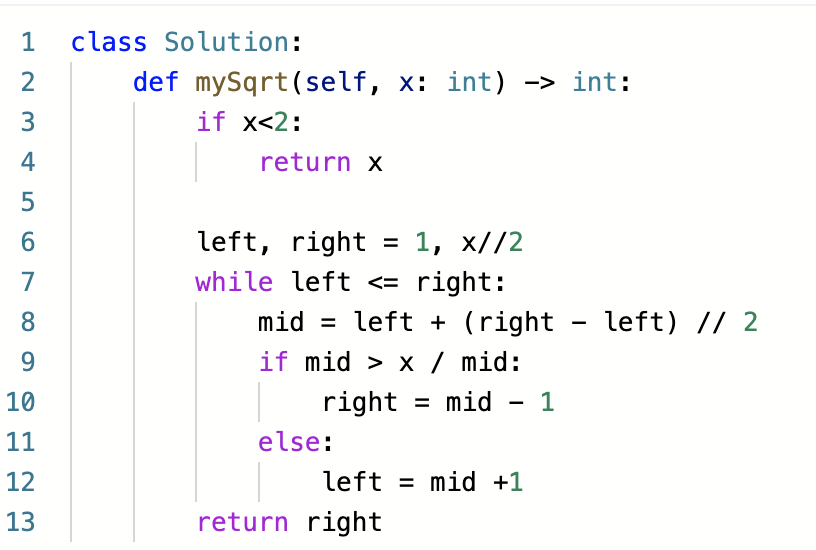 1 class Solution:
2     def mySqrt(self, x: int) -> int:
3         if x<2:
4             return x
5
6         left, right = 1, x//2
7         while left <= right:
8             mid = left + (right - left) // 2
9             if mid > x / mid:
10                right = mid - 1
11            else:
12                left = mid +1
13        return right